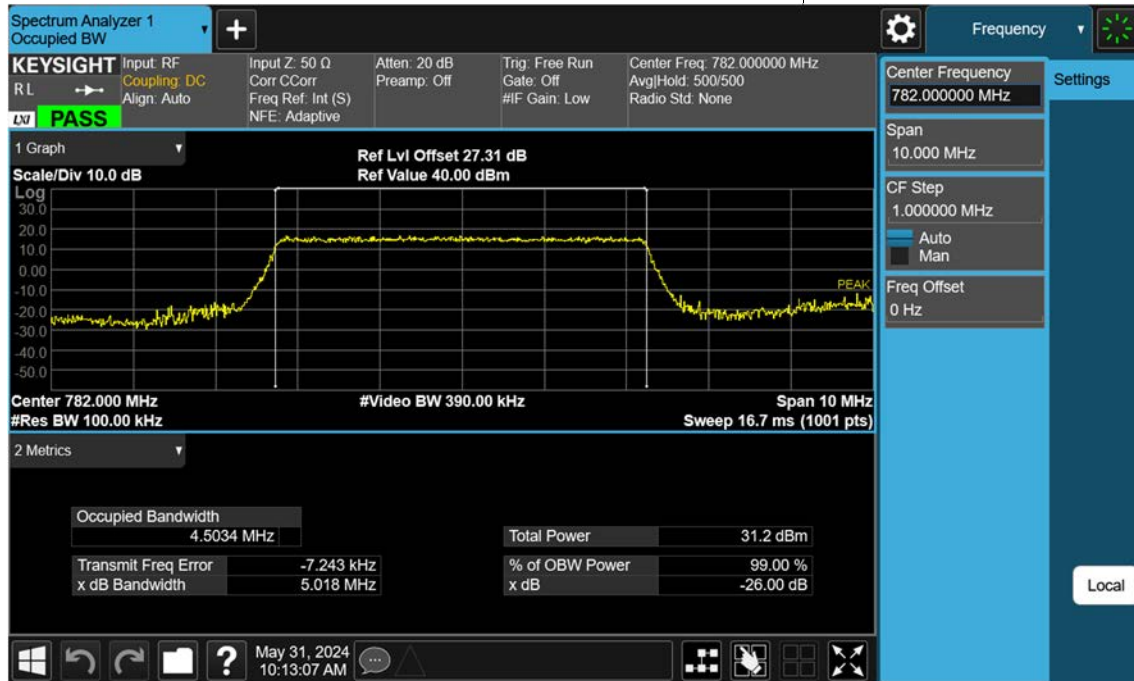 Spectrum Analyzer 1
Occupied BW
+
Frequency
KEYSIGHT
R L
LXI PASS
Input: RF
Coupling: DC
Align: Auto
Input Z: 50 Ω
Corr CCorr
Freq Ref: Int (S)
NFE: Adaptive
Atten: 20 dB
Preamp: Off
Trig: Free Run
Gate: Off
#IF Gain: Low
Center Freq: 782.000000 MHz
Avg|Hold: 500/500
Radio Std: None
Center Frequency
782.000000 MHz
Settings
Span
10.000 MHz
CF Step
1.000000 MHz
Auto
Man
Freq Offset
0 Hz
Local
1 Graph
Scale/Div 10.0 dB
Ref Lvl Offset 27.31 dB
Ref Value 40.00 dBm
Log
30.0
20.0
10.0
0.00
-10.0
-20.0
-30.0
-40.0
-50.0
PEAK
Center 782.000 MHz
#Video BW 390.00 kHz
Span 10 MHz
#Res BW 100.00 kHz
Sweep 16.7 ms (1001 pts)
2 Metrics
Occupied Bandwidth
4.5034 MHz
Total Power 31.2 dBm
Transmit Freq Error -7.243 kHz
% of OBW Power 99.00 %
x dB Bandwidth 5.018 MHz
x dB -26.00 dB
?
May 31, 2024
10:13:07 AM